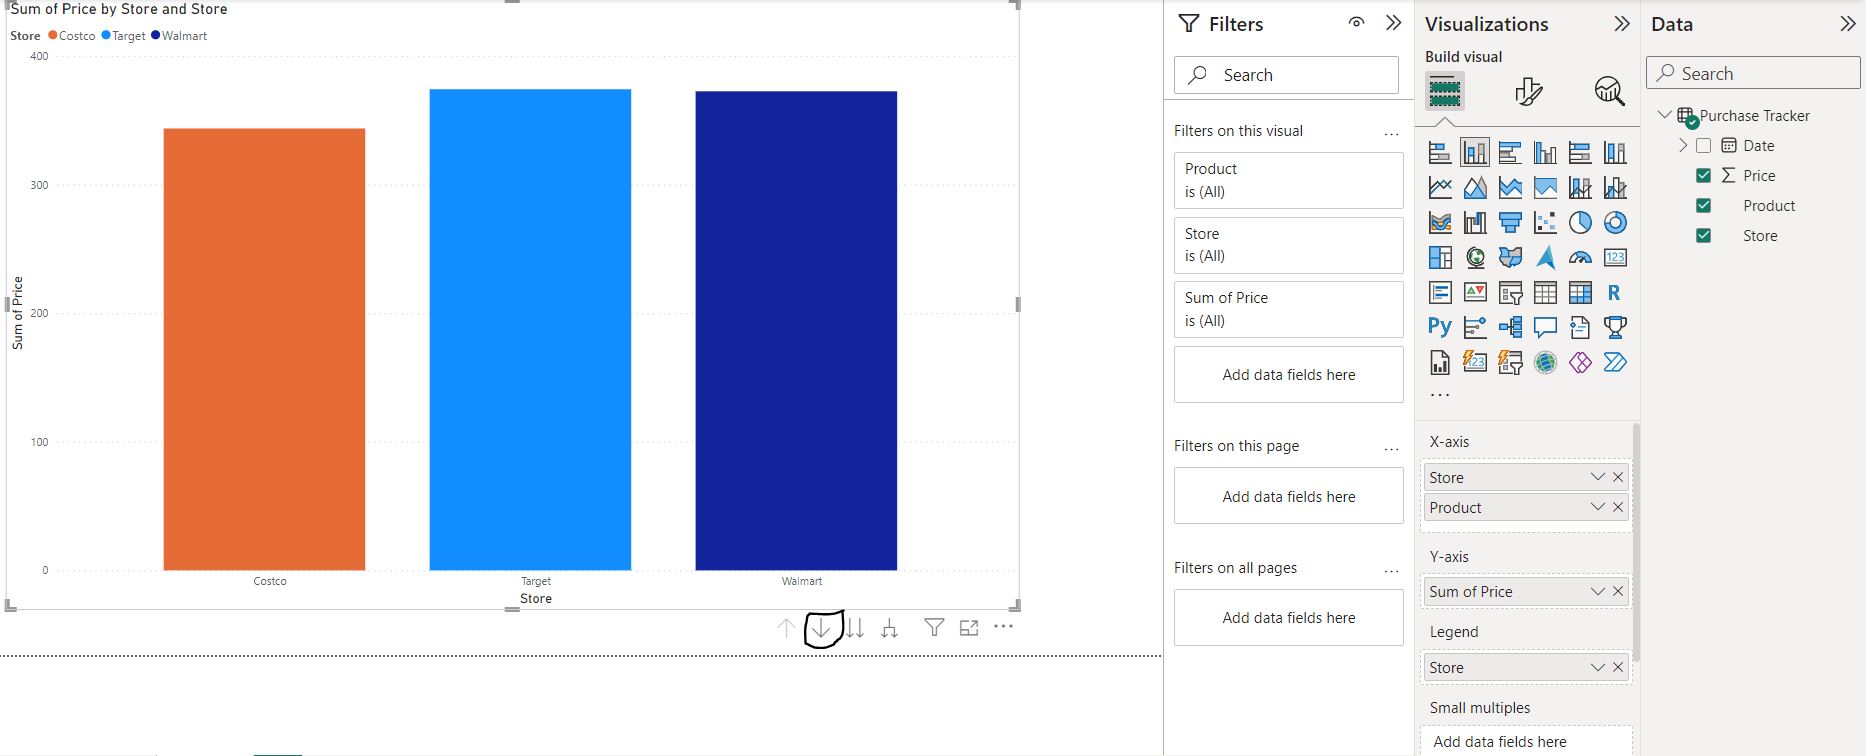 Sum of Price by Store and Store
Store Costco Target Walmart
400
300
200
100
0
Sum of Price
Costco Target Walmart
Store
Filters
Search
Filters on this visual ...
Product
is (All)
Store
is (All)
Sum of Price
is (All)
Add data fields here
Filters on this page ...
Add data fields here
Filters on all pages ...
Add data fields here
Visualizations
Build visual
123
R
Py
123
...
X-axis
Store
Product
Y-axis
Sum of Price
Legend
Store
Small multiples
Add data fields here
Data
Search
Purchase Tracker
Date
Σ Price
Product
Store